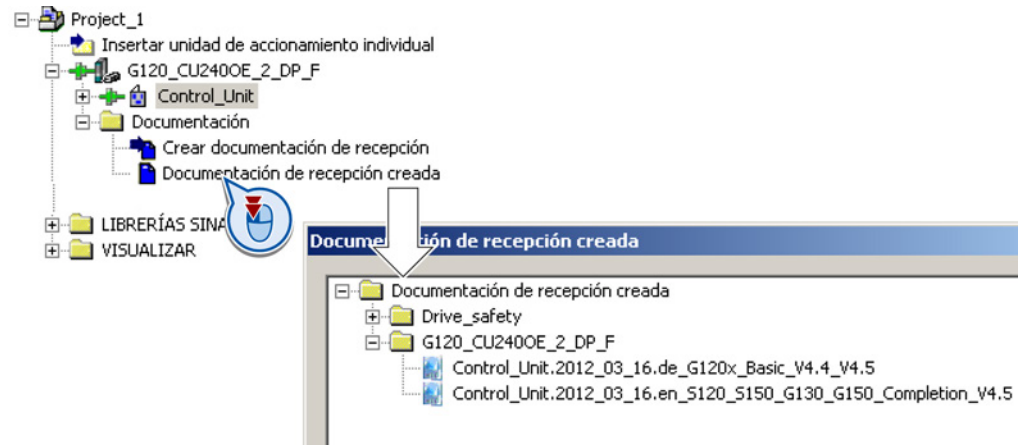 Project_1
Insertar unidad de accionamiento individual
G120_CU240OE_2_DP_F
Control_Unit
Documentación
Crear documentación de recepción
Documentación de recepción creada
LIBRERÍAS SINA
VISUALIZAR
Documentación de recepción creada
Documentación de recepción creada
Drive_safety
G120_CU240OE_2_DP_F
Control_Unit.2012_03_16.de_G120x_Basic_V4.4_V4.5
Control_Unit.2012_03_16.en_S120_S150_G130_G150_Completion_V4.5